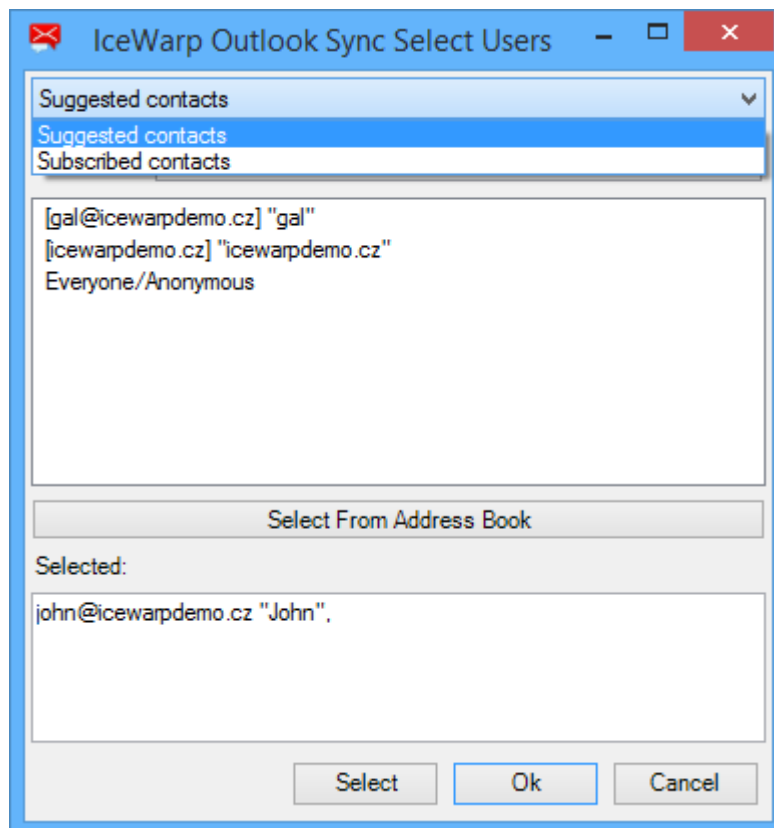 IceWarp Outlook Sync Select Users
Suggested contacts
Suggested contacts
Subscribed contacts
[gal@icewarpdemo.cz] "gal"
[icewarpdemo.cz] "icewarpdemo.cz"
Everyone/Anonymous
Select From Address Book
Selected:
john@icewarpdemo.cz "John",
Select Ok Cancel